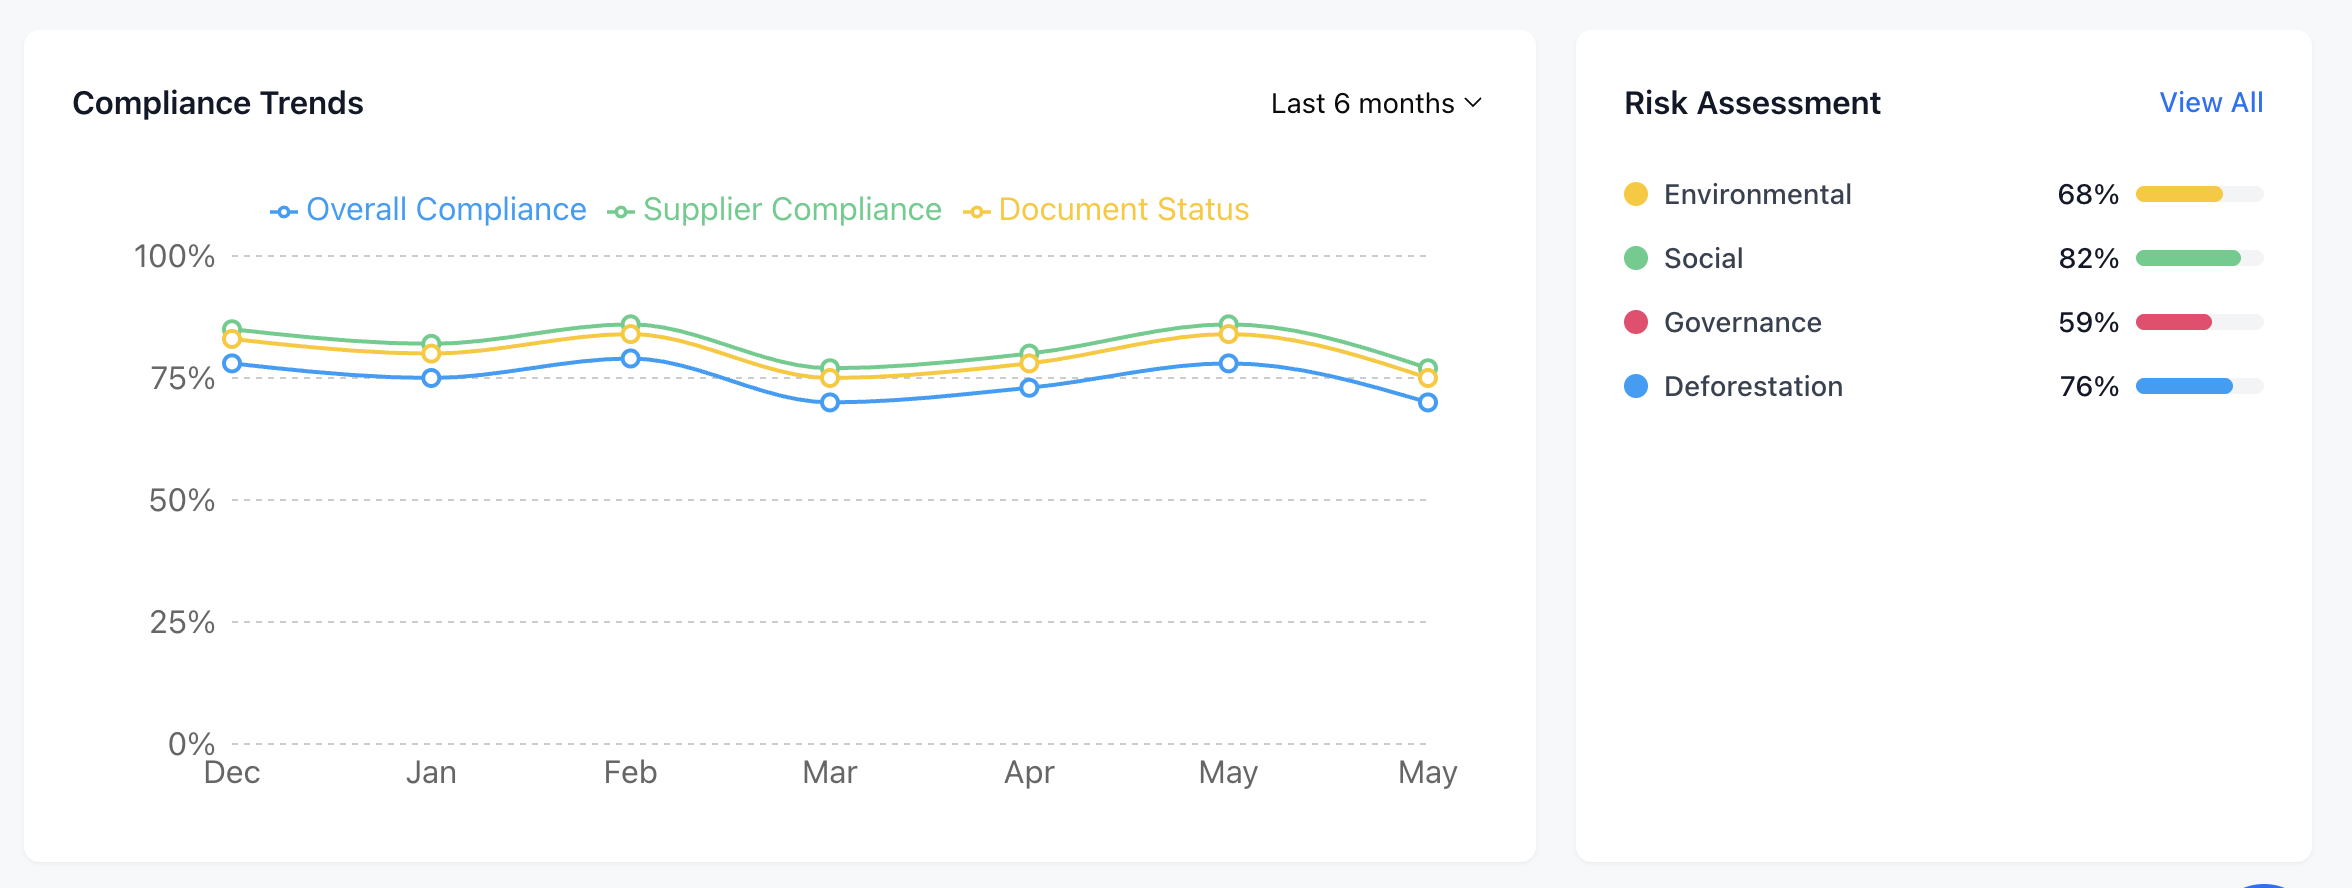 Compliance Trends
Last 6 months
Overall Compliance
Supplier Compliance
Document Status
100%
75%
50%
25%
0%
Dec
Jan
Feb
Mar
Apr
May
May
Risk Assessment
View All
Environmental 68%
Social 82%
Governance 59%
Deforestation 76%